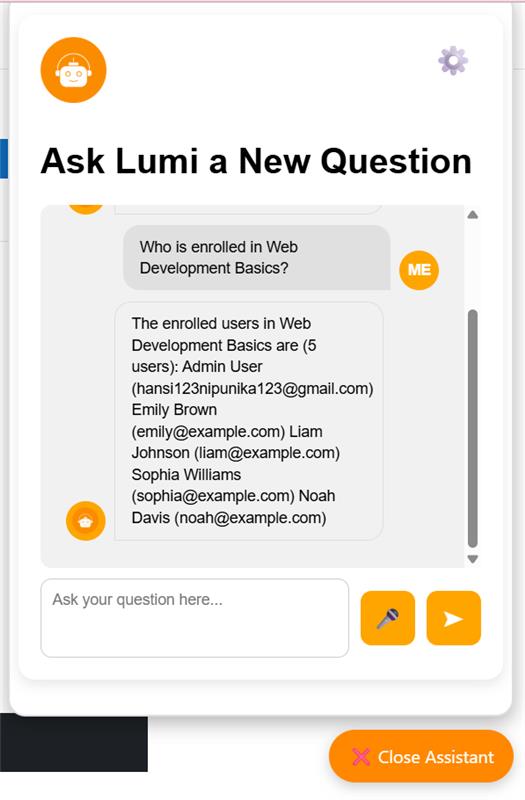 Ask Lumi a New Question
Who is enrolled in Web
Development Basics?
ME
The enrolled users in Web
Development Basics are (5
users): Admin User
(hansi123nipunika123@gmail.com)
Emily Brown
(emily@example.com) Liam
Johnson (liam@example.com)
Sophia Williams
(sophia@example.com) Noah
Davis (noah@example.com)
Ask your question here...
Close Assistant